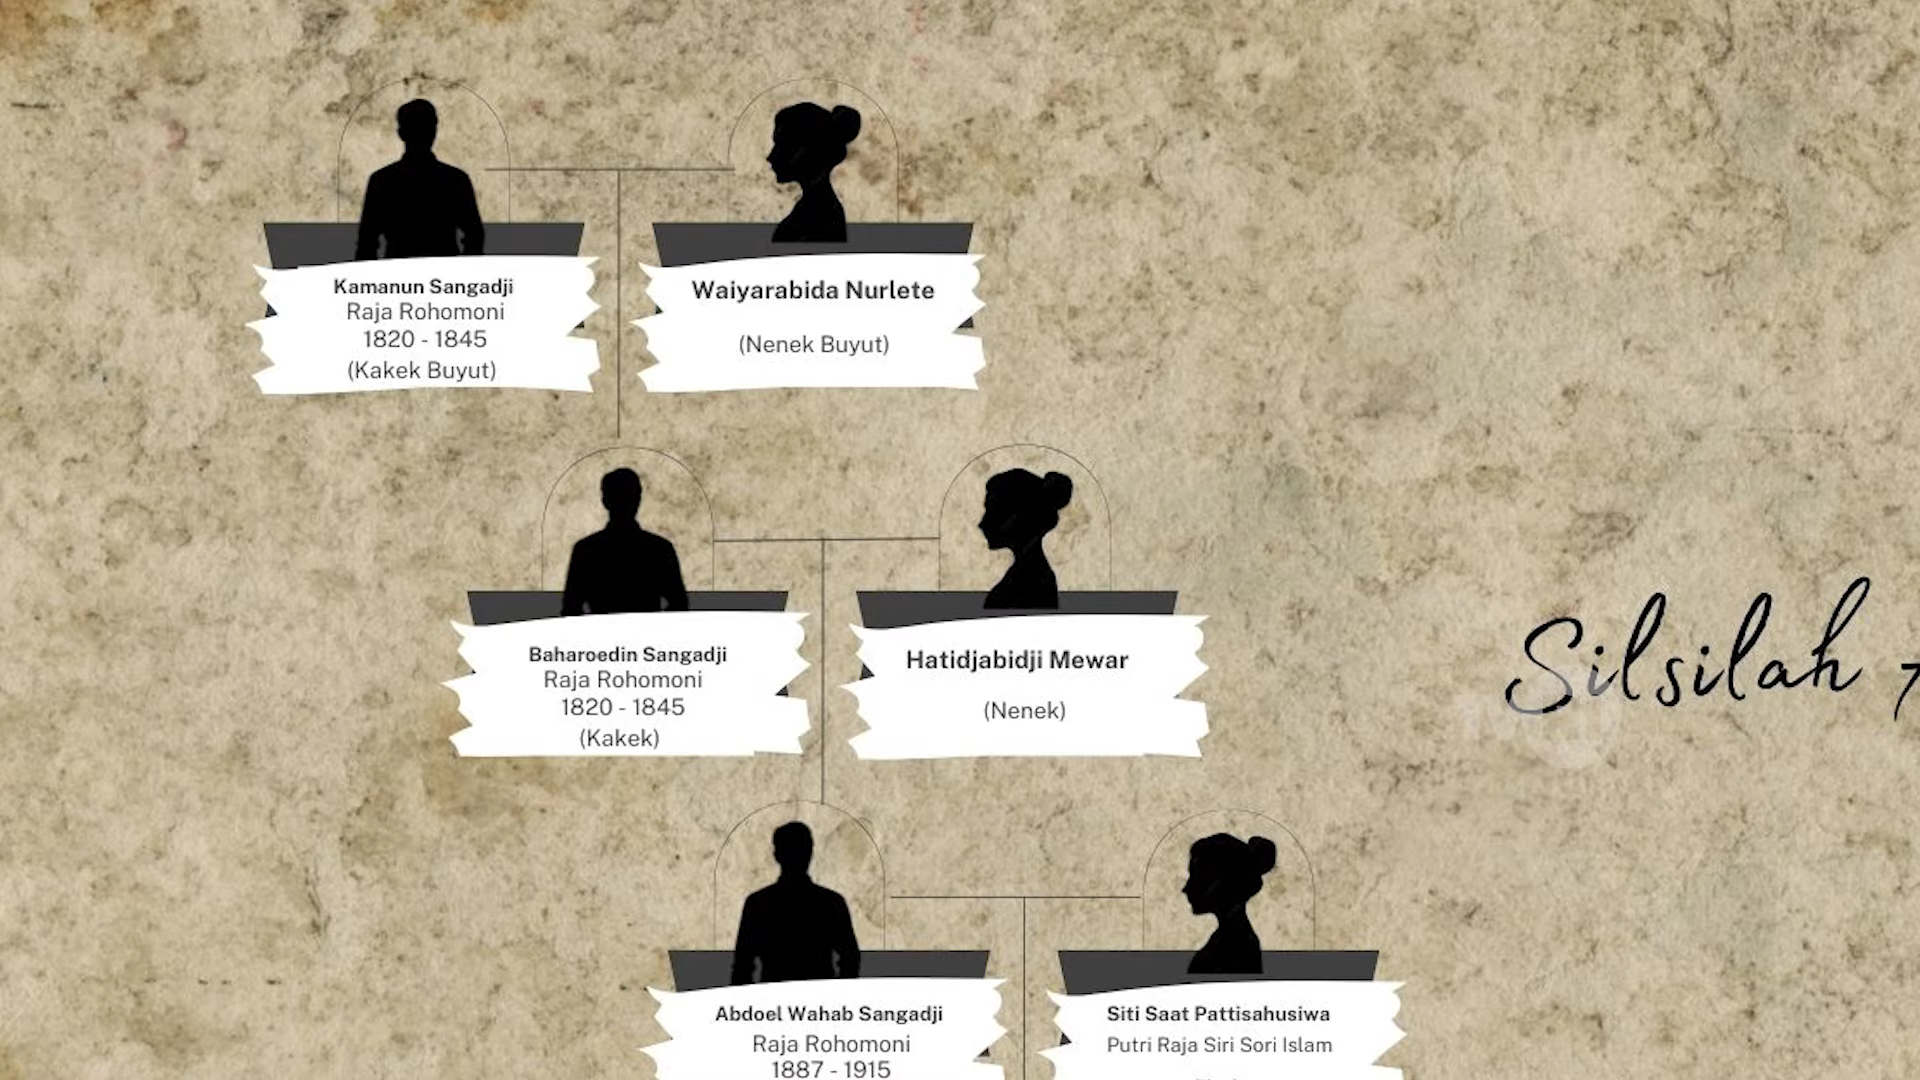 Kamanun Sangadji
Raja Rohomoni
1820 - 1845
(Kakek Buyut)
Waiyarabida Nurlete
(Nenek Buyut)
Baharoedin Sangadji
Raja Rohomoni
1820 - 1845
(Kakek)
Hatidjabidji Mewar
(Nenek)
Silsilah
Abdoel Wahab Sangadji
Raja Rohomoni
1887 - 1915
Siti Saat Pattisahusiwa
Putri Raja Siri Sori Islam